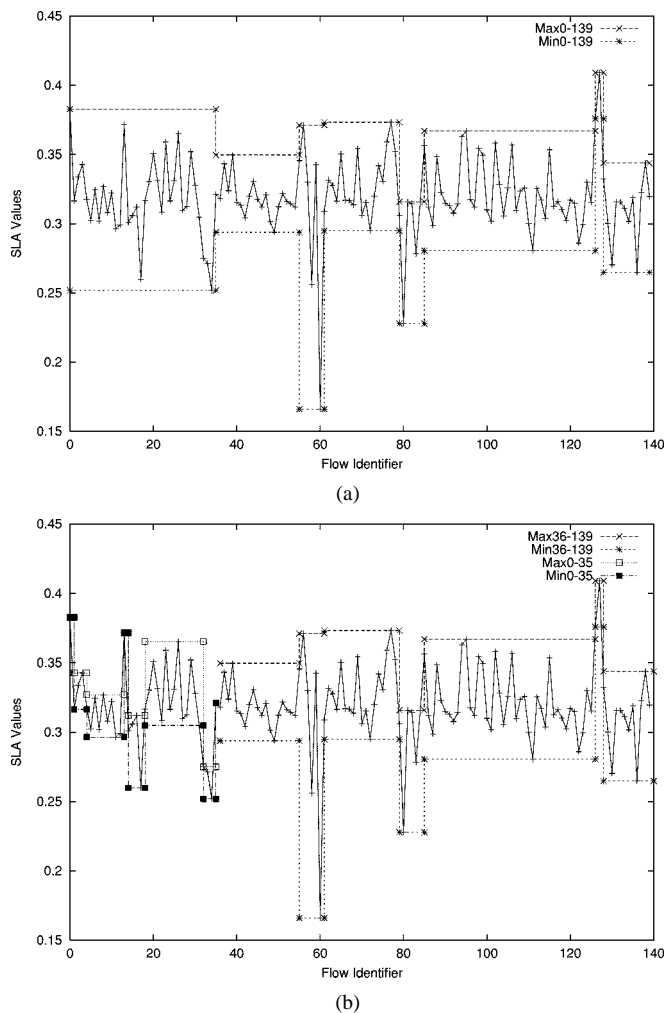 Max0-139
Min0-139
0.45
0.4
0.35
0.3
0.25
0.2
0.15
SLA Values
0 20 40 60 80 100 120 140
Flow Identifier
(a)
Max36-139
Min36-139
Max0-35
Min0-35
0.45
0.4
0.35
0.3
0.25
0.2
0.15
SLA Values
0 20 40 60 80 100 120 140
Flow Identifier
(b)